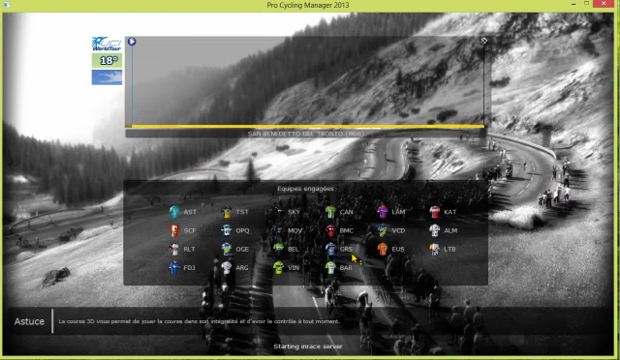 Pro Cycling Manager 2013
WorldTour
18°
SAN BENEDETTO DEL TRONTO
Equipes engagées
AST TST SKY CAN LAM KAT
SCF OPQ MOV BMC VCD ALM
RLT OGE BEL GRS EUS LTB
FDJ ARG VIN BAR
Astuce
La course 3D vous permet de jouer la course dans son intégralité et d'avoir le contrôle à tout moment.
Starting inrace server